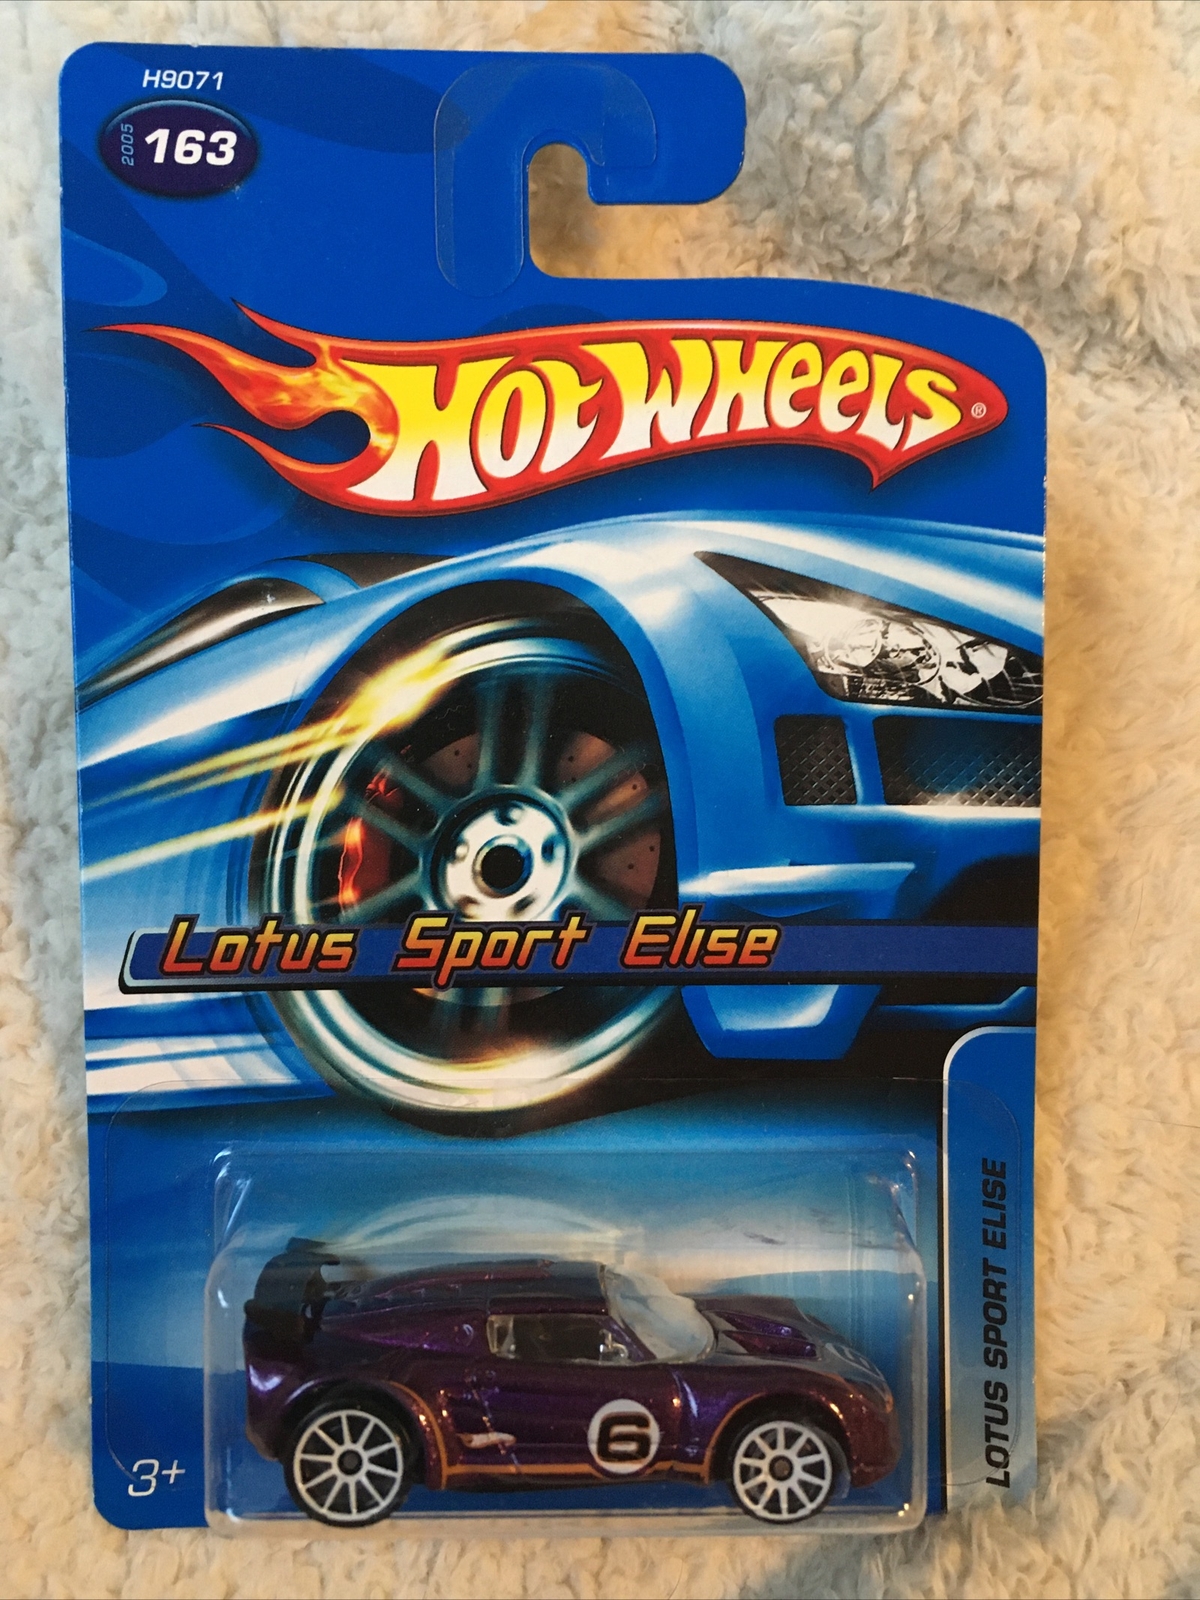 H9071
2005 163
HOT WHEELS®
Lotus Sport Elise
LOTUS SPORT ELISE
6
3+